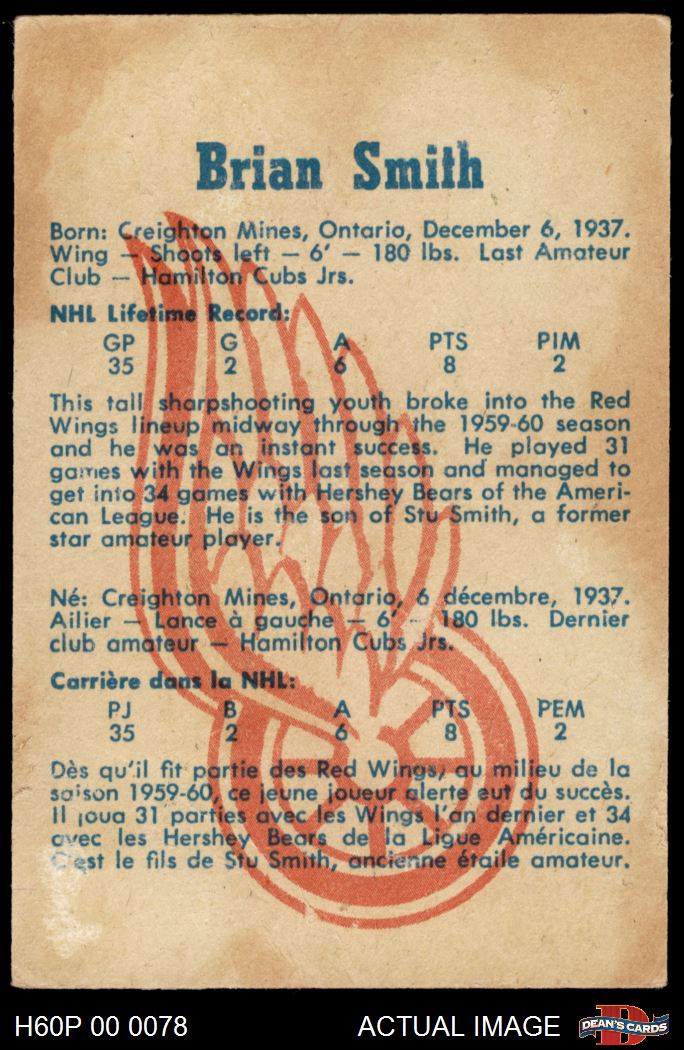 Brian Smith
Born: Creighton Mines, Ontario, December 6, 1937.
Wing — Shoots left — 6' — 180 lbs. Last Amateur
Club — Hamilton Cubs Jrs.
NHL Lifetime Record:
GP G A PTS PIM
35 2 6 8 2
This tall sharpshooting youth broke into the Red
Wings lineup midway through the 1959-60 season
and he was an instant success. He played 31
games with the Wings last season and managed to
get into 34 games with Hershey Bears of the Ameri-
can League. He is the son of Stu Smith, a former
star amateur player.
Né: Creighton Mines, Ontario, 6 décembre, 1937.
Ailier — Lance à gauche — 6' — 180 lbs. Dernier
club amateur — Hamilton Cubs Jrs.
Carrière dans la NHL:
PJ B A PTS PEM
35 2 6 8 2
Dès qu'il fit partie des Red Wings, au milieu de la
saison 1959-60, ce jeune joueur alerte eut du succès.
Il joua 31 parties avec les Wings l'an dernier et 34
avec les Hershey Bears de la Ligue Américaine.
C'est le fils de Stu Smith, ancienne étaile amateur.
H60P 00 0078 ACTUAL IMAGE
D
DEAN'S CARDS